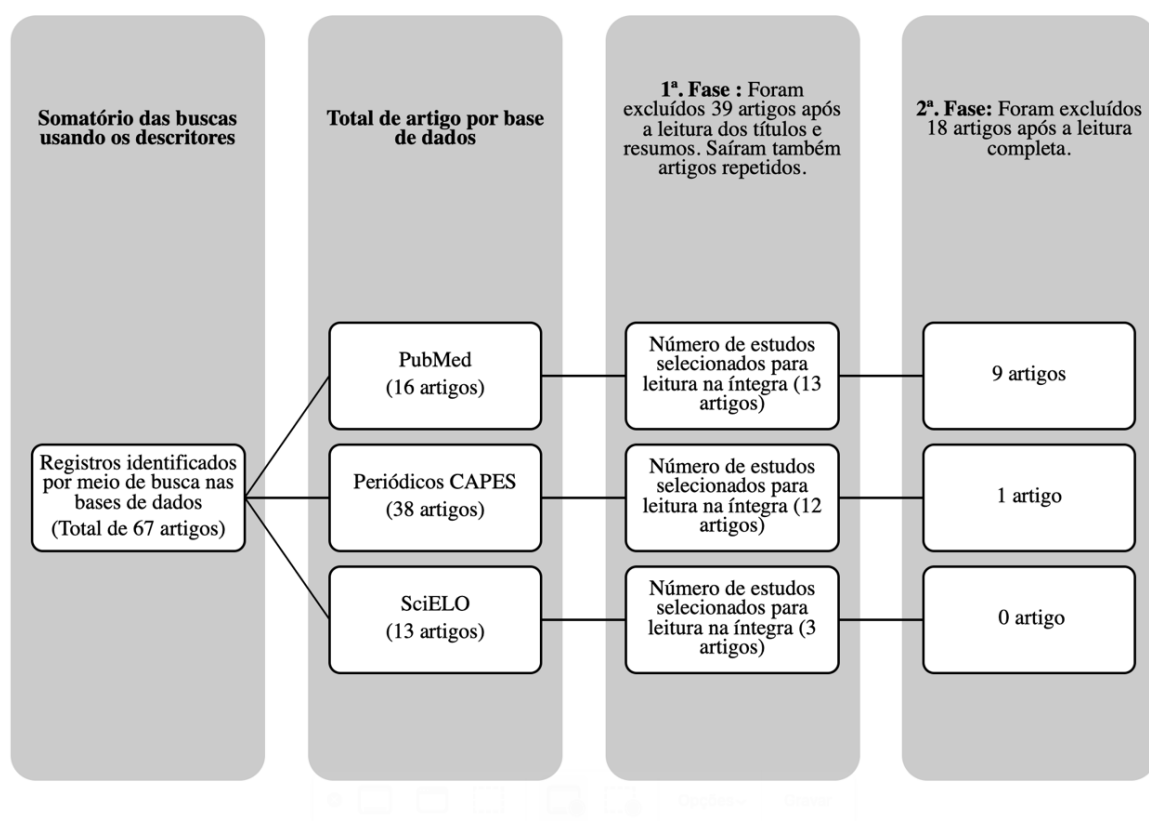 Somatório das buscas
usando os descritores
Total de artigo por base
de dados
1ª. Fase : Foram
excluídos 39 artigos após
a leitura dos títulos e
resumos. Saíram também
artigos repetidos.
2ª. Fase: Foram excluídos
18 artigos após a leitura
completa.
Registros identificados
por meio de busca nas
bases de dados
(Total de 67 artigos)
PubMed
(16 artigos)
Número de estudos
selecionados para
leitura na íntegra (13
artigos)
9 artigos
Periódicos CAPES
(38 artigos)
Número de estudos
selecionados para
leitura na íntegra (12
artigos)
1 artigo
SciELO
(13 artigos)
Número de estudos
selecionados para
leitura na íntegra (3
artigos)
0 artigo